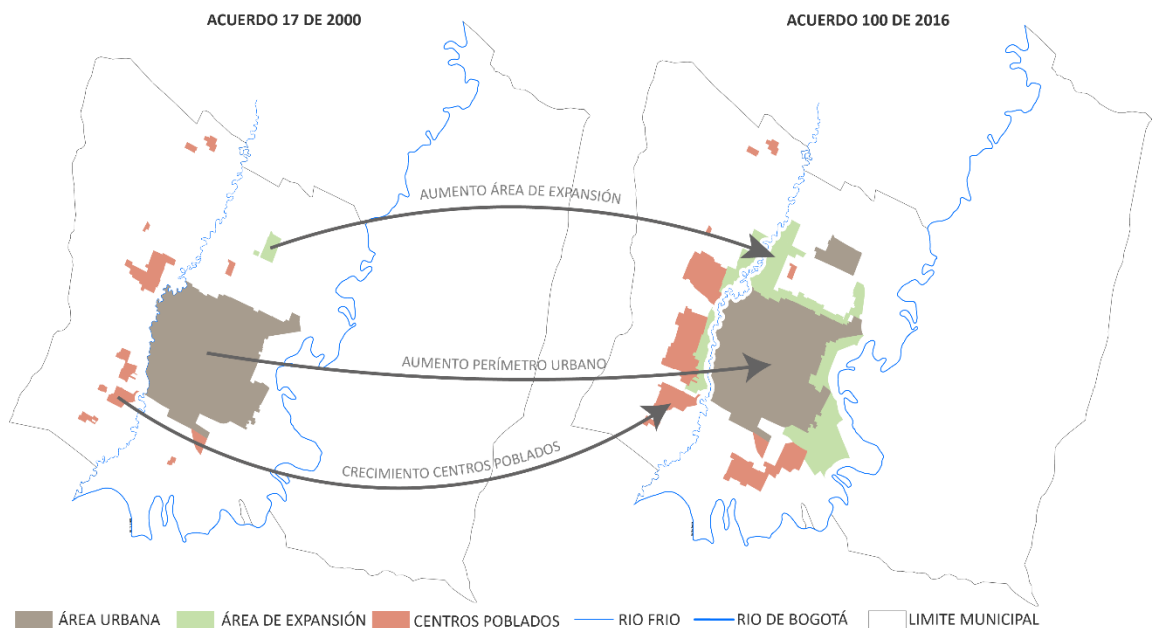 ACUERDO 17 DE 2000
ACUERDO 100 DE 2016
AUMENTO ÁREA DE EXPANSIÓN
AUMENTO PERÍMETRO URBANO
CRECIMIENTO CENTROS POBLADOS
ÁREA URBANA
ÁREA DE EXPANSIÓN
CENTROS POBLADOS
RIO FRIO
RIO DE BOGOTÁ
LIMITE MUNICIPAL